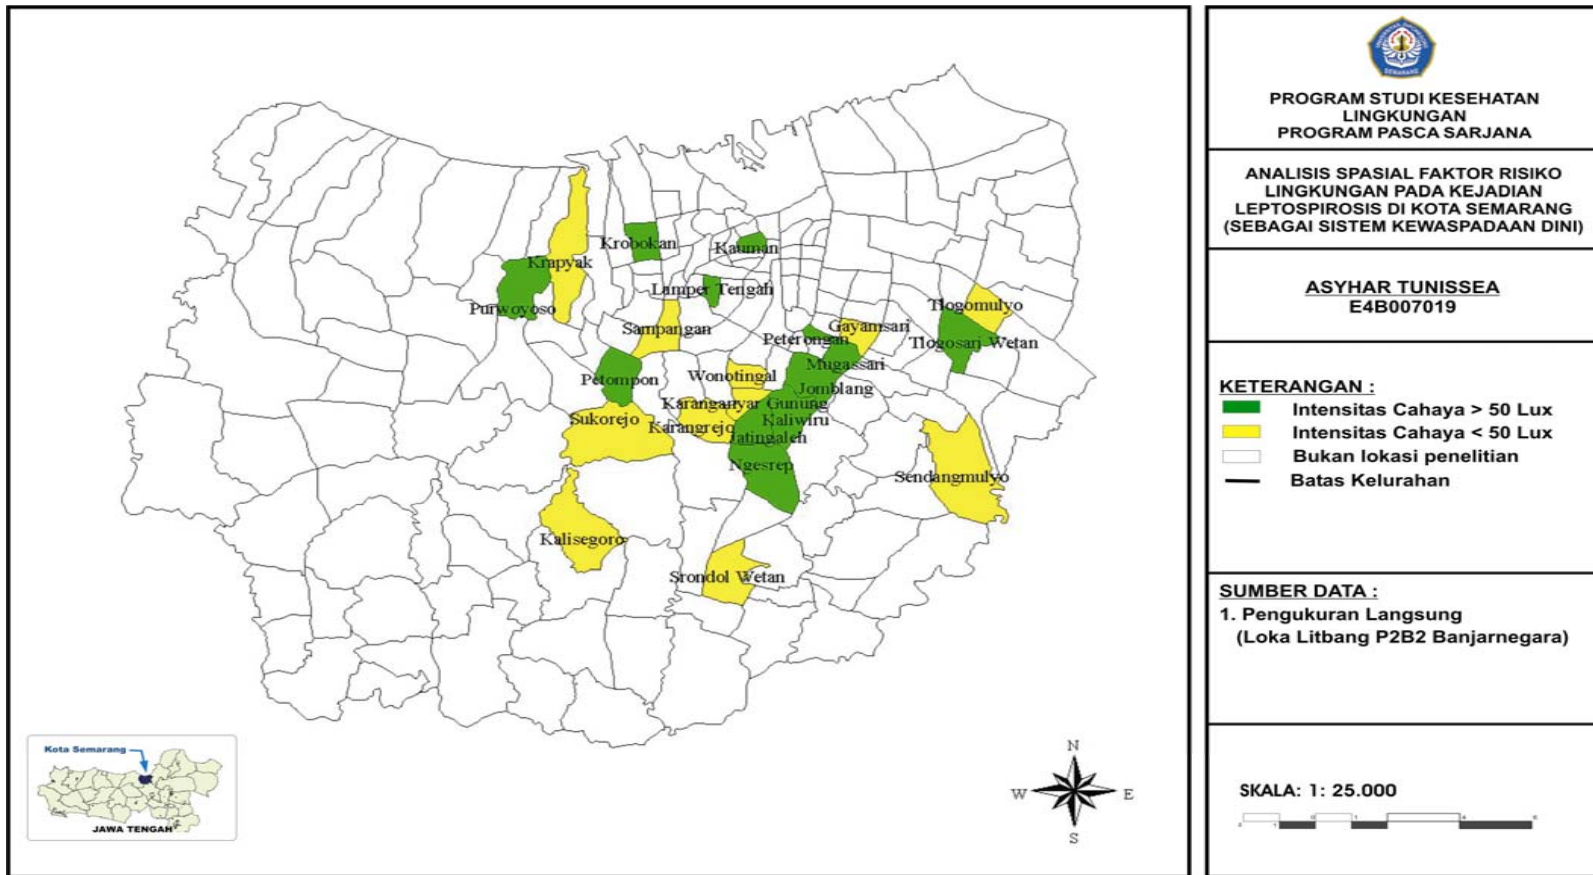 Krobokan
Kauman
Krapyak
Lamper Tengah
Purwoyoso
Tlogomulyo
Sampangan
Gayamsari
Peterongan
Tlogosari Wetan
Mugassari
Wonotingal
Petompon
Jomblang
Karanganyar Gunung
Sukorejo
Kaliwiru
Karangrejo
Jatingaleh
Ngesrep
Sendangmulyo
Kalisegoro
Srondol Wetan
Kota Semarang
JAWA TENGAH
N
W
E
S
PROGRAM STUDI KESEHATAN
LINGKUNGAN
PROGRAM PASCA SARJANA
ANALISIS SPASIAL FAKTOR RISIKO
LINGKUNGAN PADA KEJADIAN
LEPTOSPIROSIS DI KOTA SEMARANG
(SEBAGAI SISTEM KEWASPADAAN DINI)
ASYHAR TUNISSEA
E4B007019
KETERANGAN :
Intensitas Cahaya > 50 Lux
Intensitas Cahaya < 50 Lux
Bukan lokasi penelitian
Batas Kelurahan
SUMBER DATA :
1. Pengukuran Langsung
(Loka Litbang P2B2 Banjarnegara)
SKALA: 1: 25.000